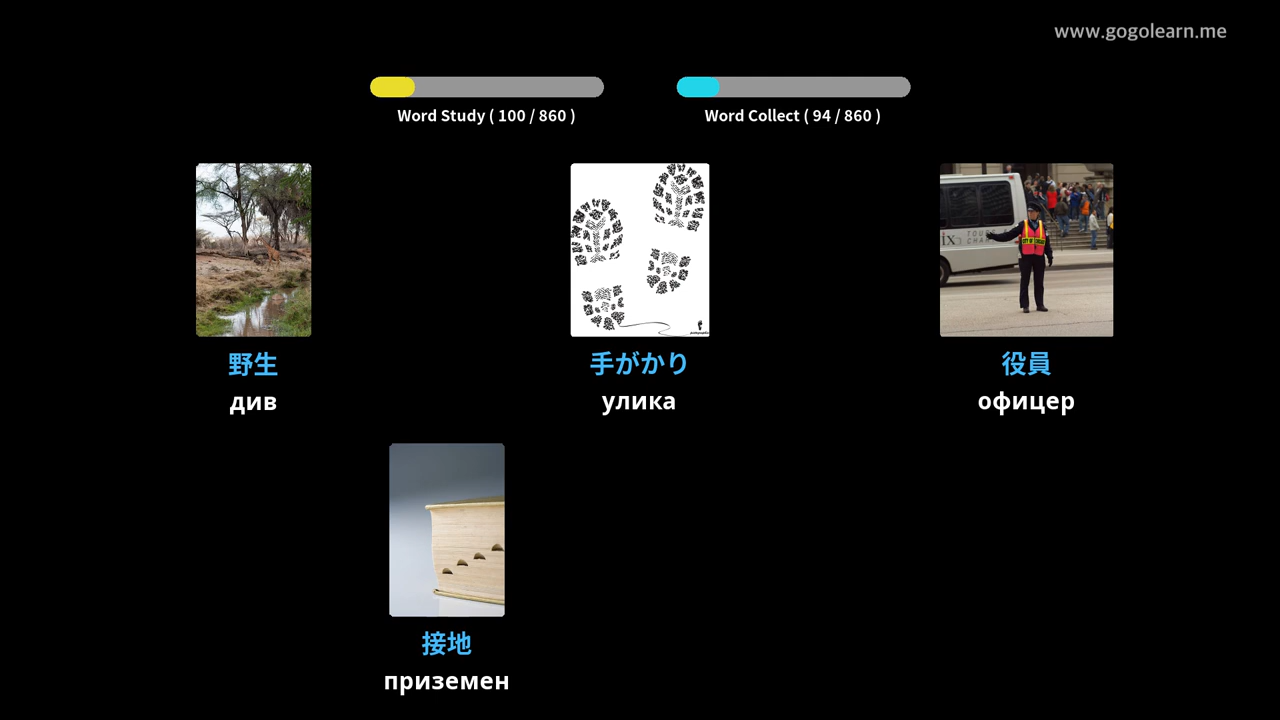 www.gogolearn.me
Word Study ( 100 / 860 )
Word Collect ( 94 / 860 )
野生
див
手がかり
улика
役員
офицер
接地
приземен